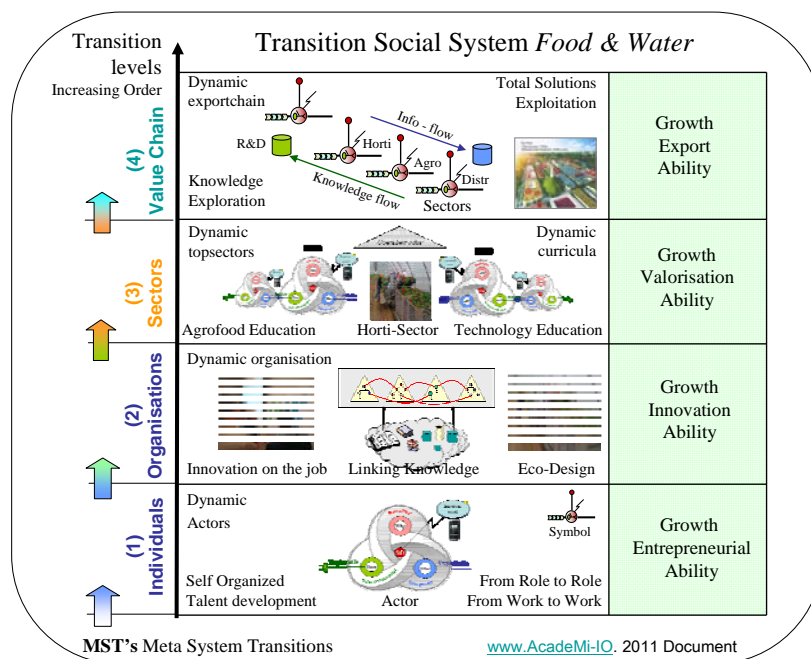 Transition
levels
Increasing Order
Transition Social System Food & Water
(4)
Value Chain
Dynamic
exportchain
Info - flow
R&D
Horti
Agro
Distr
Knowledge flow
Knowledge
Exploration
Sectors
Total Solutions
Exploitation
Growth
Export
Ability
(3)
Sectors
Dynamic
topsectors
Dynamic
curricula
Agrofood Education
Horti-Sector
Technology Education
Growth
Valorisation
Ability
(2)
Organisations
Dynamic organisation
Innovation on the job
Linking Knowledge
Eco-Design
Growth
Innovation
Ability
(1)
Individuals
Dynamic
Actors
Symbol
Self Organized
Talent development
Actor
From Role to Role
From Work to Work
Growth
Entrepreneurial
Ability
MST's Meta System Transitions
www.AcadeMi-IO. 2011 Document